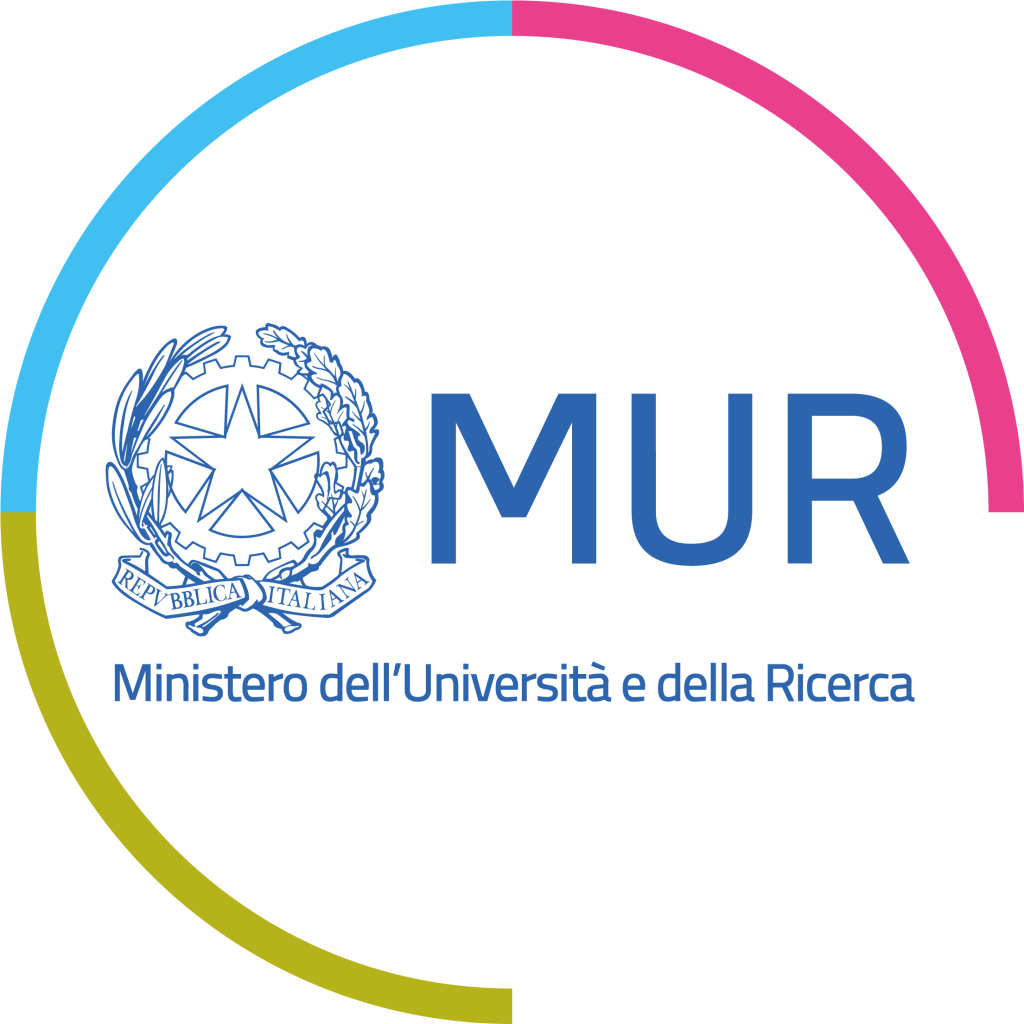 MUR
REPVBBLICA ITALIANA
Ministero dell'Università e della Ricerca